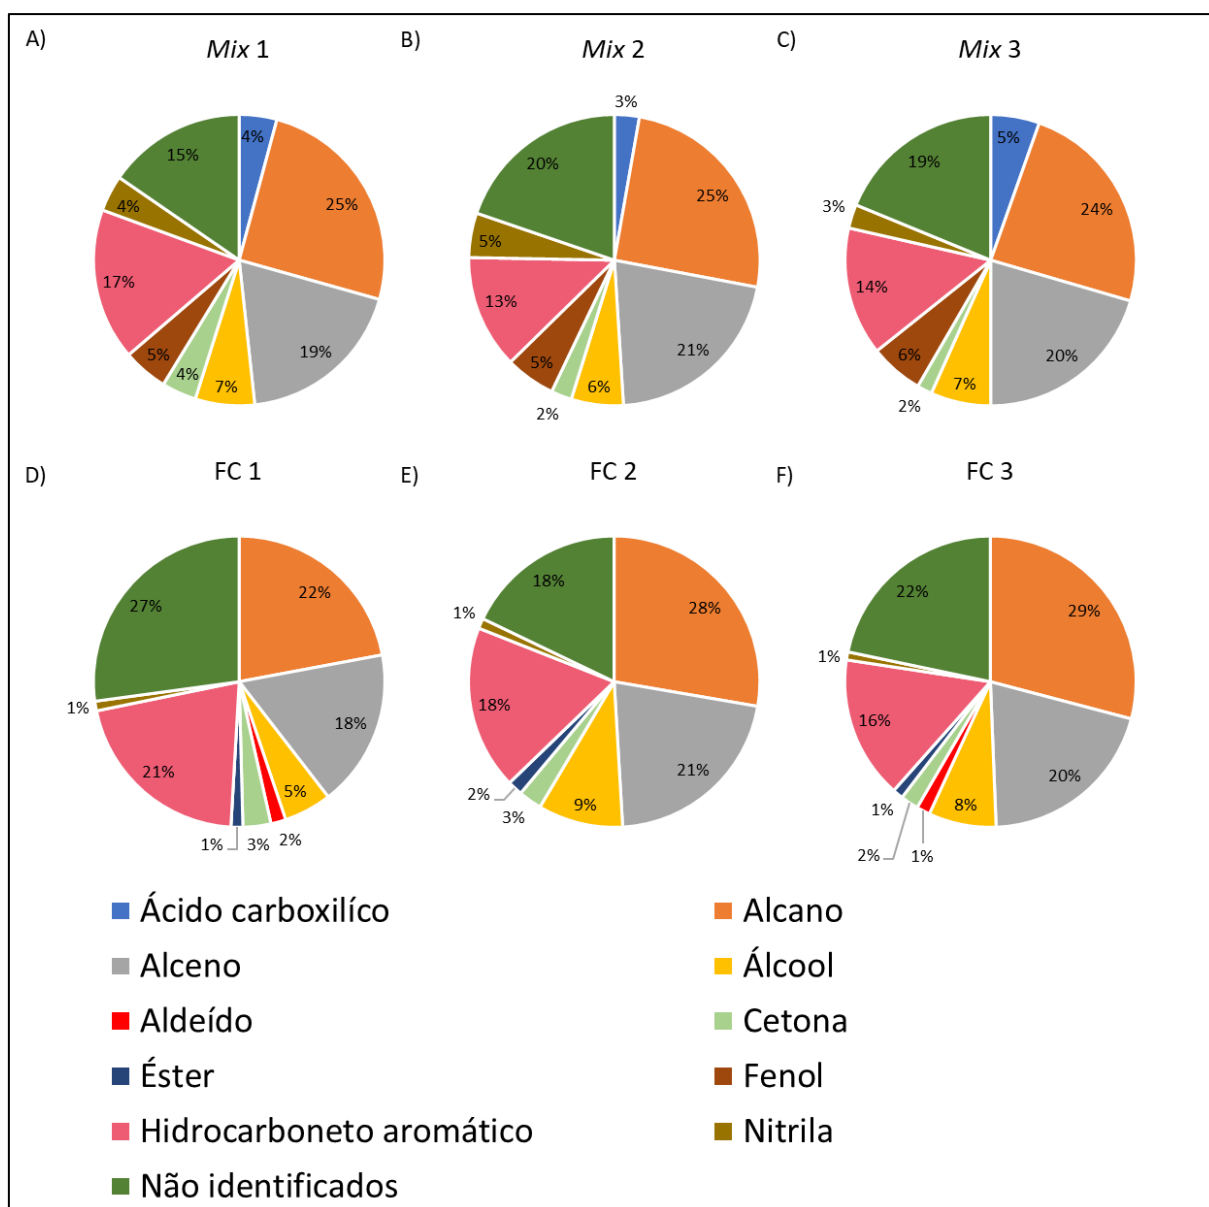 A)
Mix 1
4%
25%
19%
7%
4%
5%
17%
4%
15%
B)
Mix 2
3%
25%
21%
6%
2%
5%
13%
5%
20%
C)
Mix 3
5%
24%
20%
7%
2%
6%
14%
3%
19%
D)
FC 1
22%
18%
5%
2%
3%
1%
21%
1%
27%
E)
FC 2
28%
21%
9%
3%
2%
18%
1%
18%
F)
FC 3
29%
20%
8%
1%
2%
1%
16%
1%
22%
Ácido carboxilíco
Alcano
Alceno
Álcool
Aldeído
Cetona
Éster
Fenol
Hidrocarboneto aromático
Nitrila
Não identificados